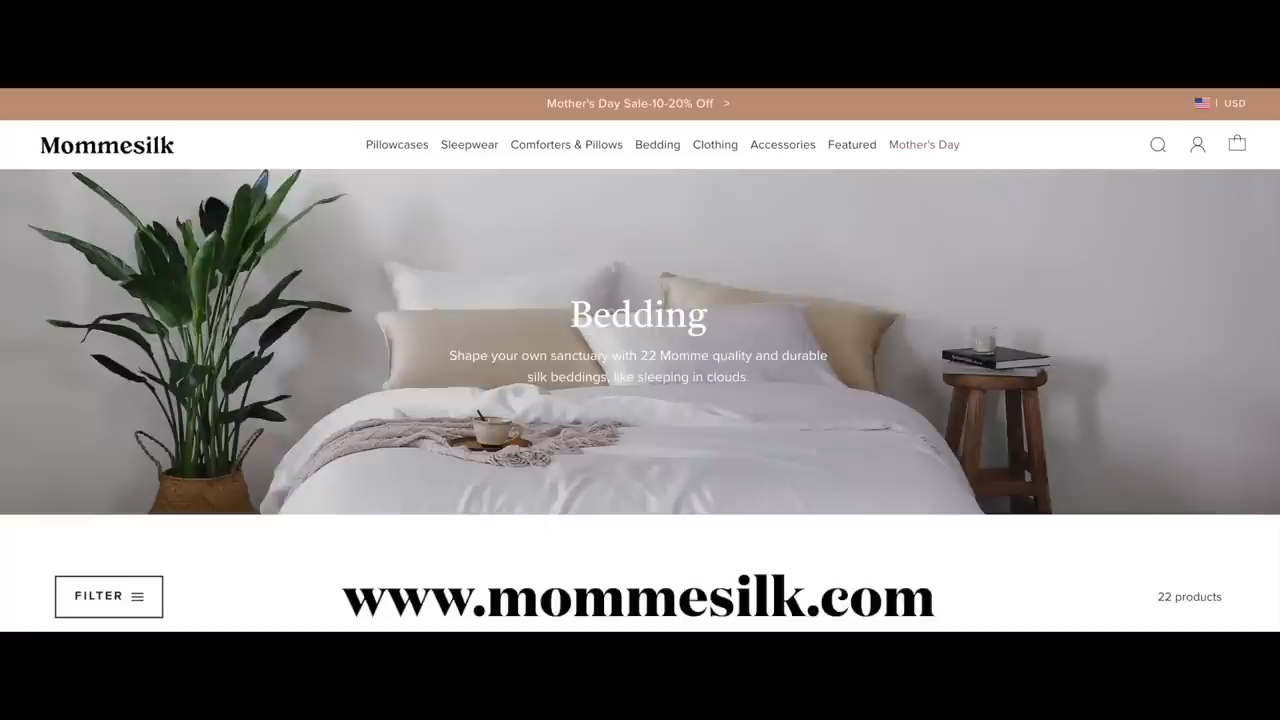 Mother's Day Sale-10-20% Off >
USD
Mommesilk
Pillowcases Sleepwear Comforters & Pillows Bedding Clothing Accessories Featured Mother's Day
Bedding
Shape your own sanctuary with 22 Momme quality and durable
silk beddings, like sleeping in clouds.
FILTER
www.mommesilk.com
22 products